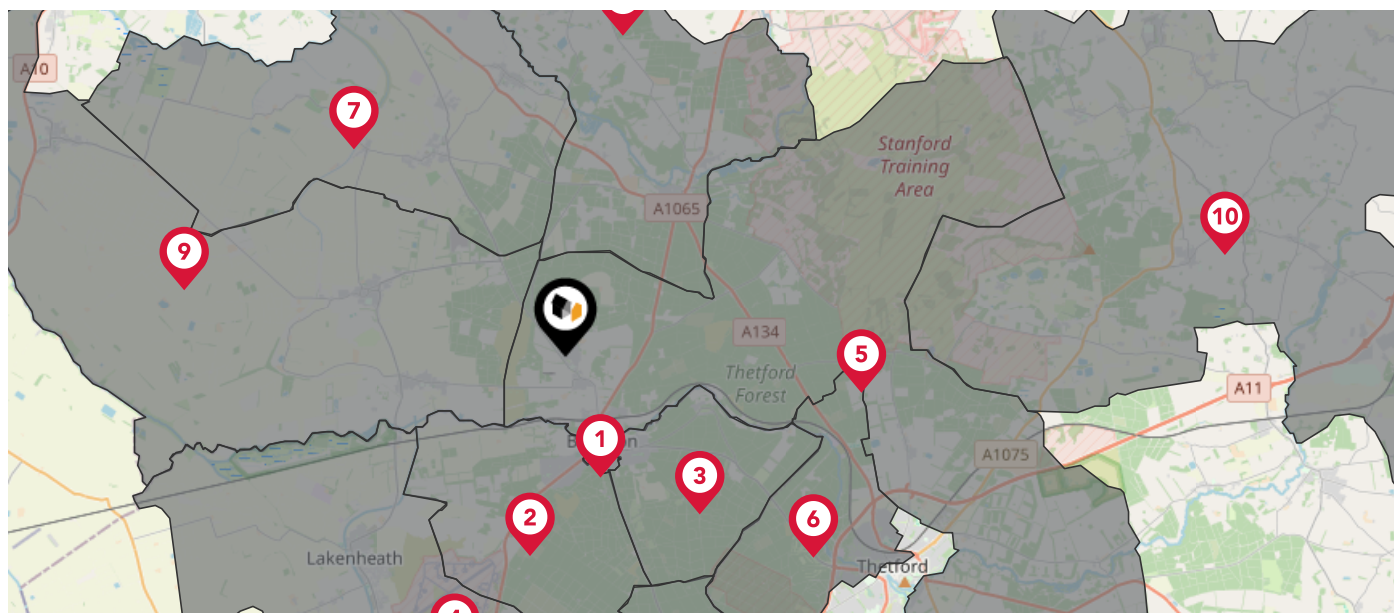 A10
7
Stanford
Training
Area
A1065
10
9
A134
5
Thetford
Forest
A11
1
A1075
3
2
6
Lakenheath
Thetford